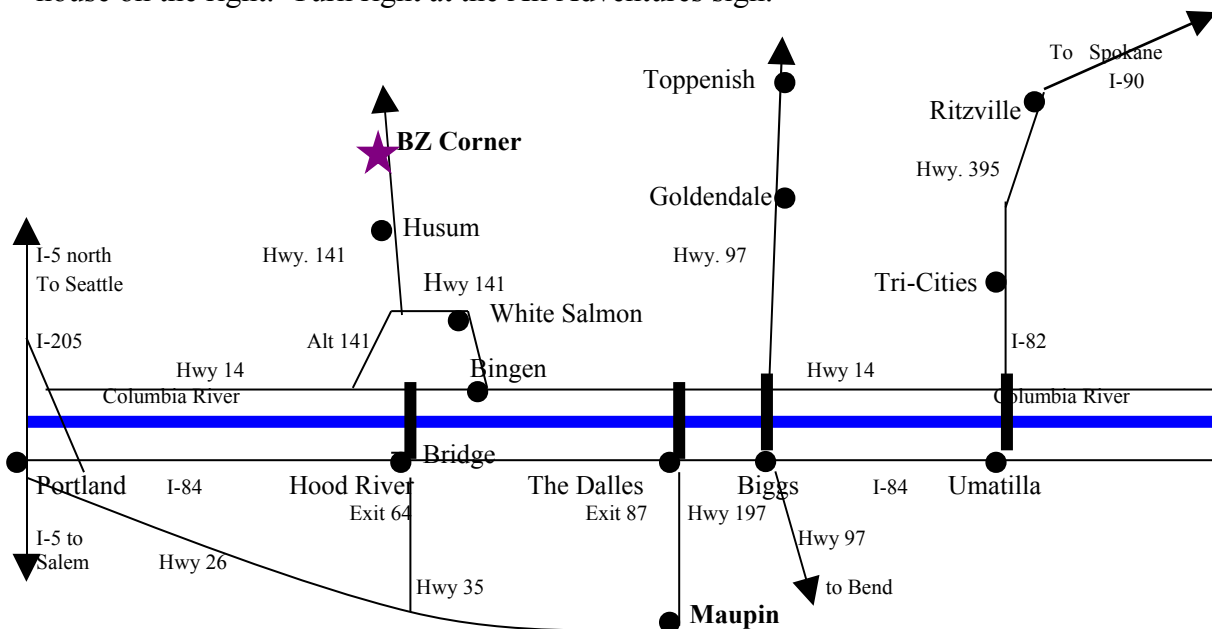 house on the right. Turn right at the All Adventures sign.
To Spokane
I-90
Toppenish
Ritzville
BZ Corner
Hwy. 395
Goldendale
Husum
I-5 north
Hwy. 141
Hwy. 97
To Seattle
Hwy 141
Tri-Cities
White Salmon
I-205
Alt 141
I-82
Hwy 14
Bingen
Hwy 14
Columbia River
Columbia River
Bridge
Portland
I-84
Hood River
The Dalles
Biggs
I-84
Umatilla
Exit 64
Exit 87
Hwy 197
I-5 to
Salem
Hwy 97
Hwy 26
Hwy 35
to Bend
Maupin